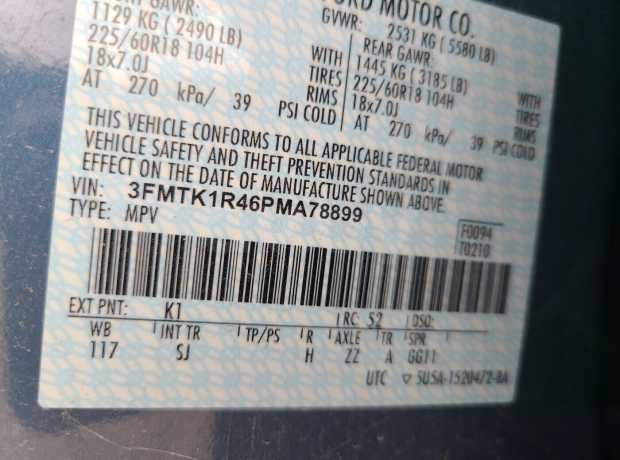 FORD MOTOR CO.
GAWR: GVWR: 2531 KG ( 5580 LB)
1129 KG ( 2490 LB) REAR GAWR:
225/60R18 104H WITH 1445 KG ( 3185 LB) WITH
18x7.0J TIRES 225/60R18 104H TIRES
AT 270 kPa/ 39 RIMS 18x7.0J RIMS
PSI COLD AT 270 kPa/ 39 PSI COLD
THIS VEHICLE CONFORMS TO ALL APPLICABLE FEDERAL MOTOR
VEHICLE SAFETY AND THEFT PREVENTION STANDARDS IN
EFFECT ON THE DATE OF MANUFACTURE SHOWN ABOVE.
VIN: 3FMTK1R46PMA78899
TYPE: MPV F0094
T0210
EXT PNT: K1 RC: 52 DSO:
WB INT TR TP/PS R AXLE TR SPR
117 SJ H ZZ A GG11
UTC ▽ 5U5A-1520472-BA